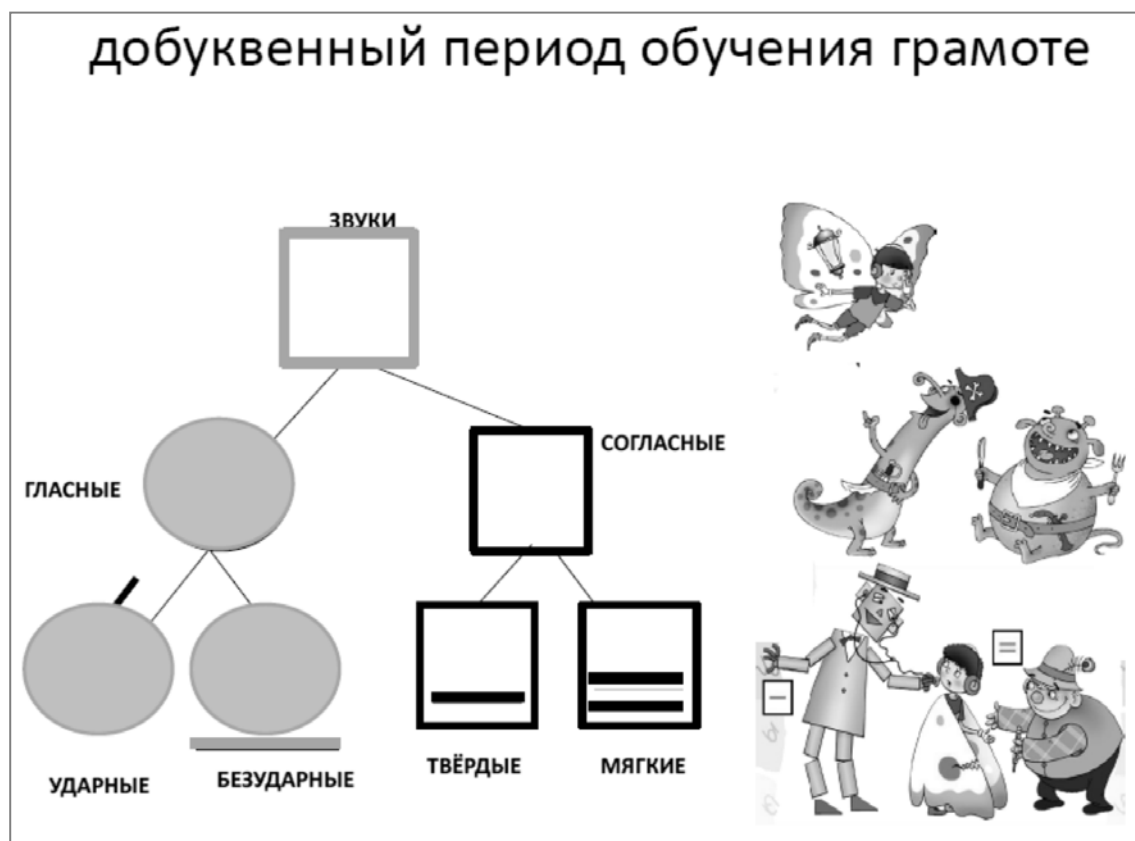 добуквенный период обучения грамоте
ЗВУКИ
СОГЛАСНЫЕ
ГЛАСНЫЕ
УДАРНЫЕ
БЕЗУДАРНЫЕ
ТВЁРДЫЕ
МЯГКИЕ